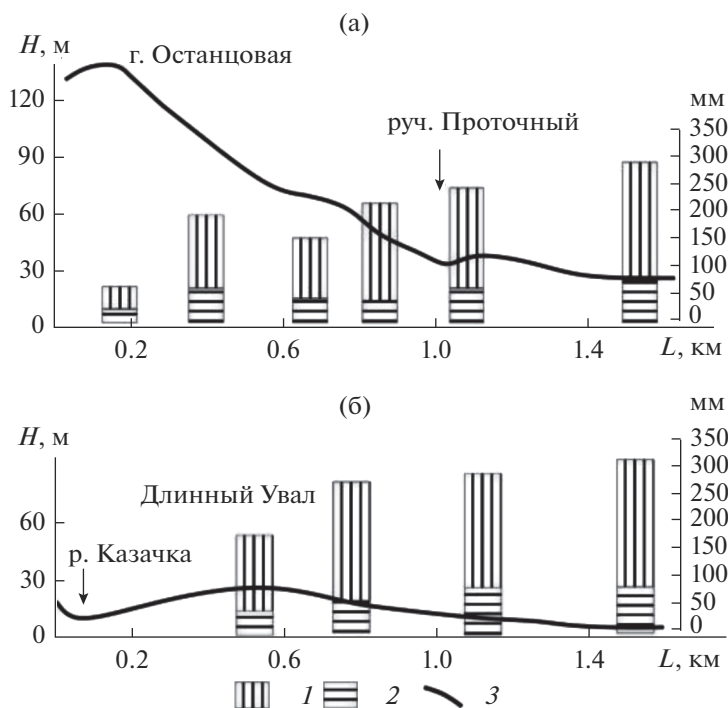 (а)
H, м
г. Останцовая
120
90
60
30
0
руч. Проточный
мм
350
300
250
200
150
100
50
0
0.2
0.6
1.0
1.4
L, км
(б)
H, м
Длинный Увал
60
р. Казачка
30
0
мм
350
300
250
200
150
100
50
0
0.2
0.6
1.0
1.4
L, км
1
2
3